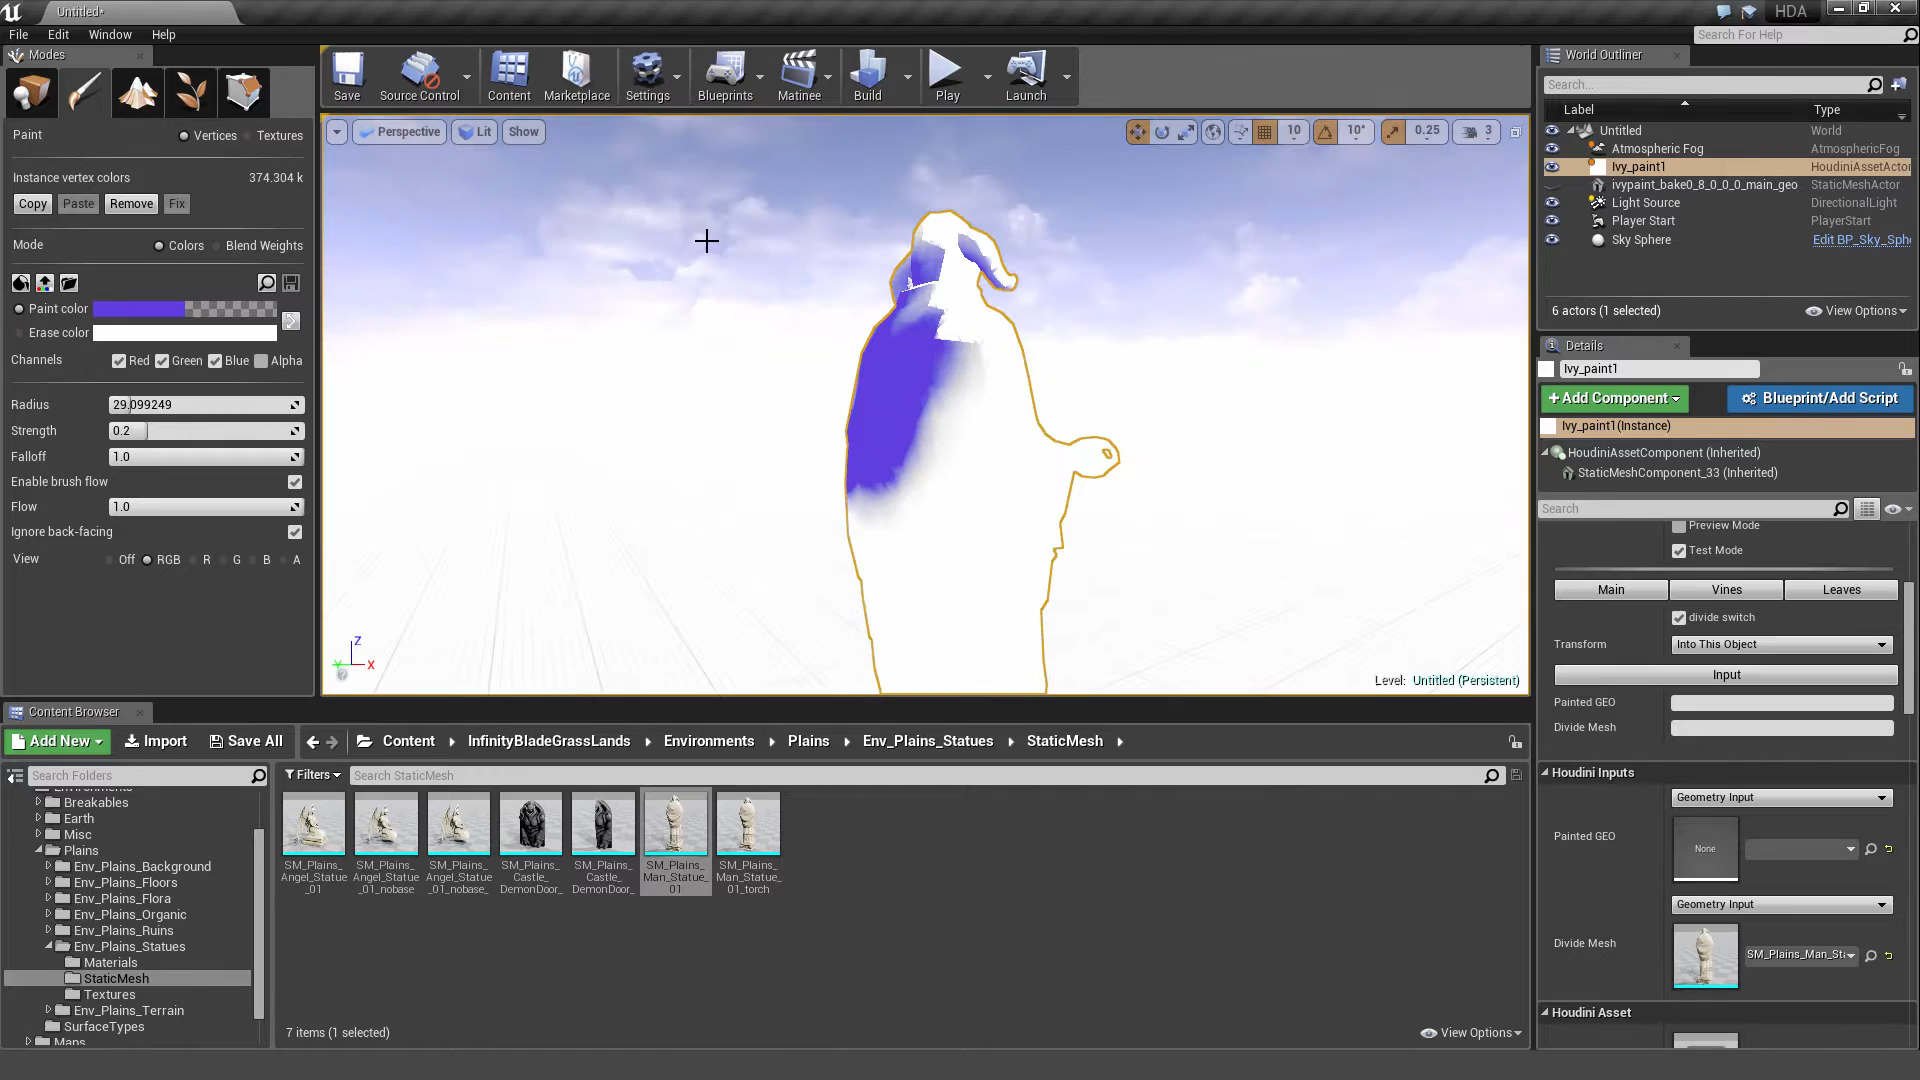 Untitled*
HDA
File Edit Window Help
Search For Help
Modes
Save Source Control Content Marketplace Settings Blueprints Matinee Build Play Launch
World Outliner
Search...
Label Type
Untitled World
Atmospheric Fog AtmosphericFog
Ivy_paint1 HoudiniAssetActor
ivypaint_bake0_8_0_0_0_main_geo StaticMeshActor
Light Source DirectionalLight
Player Start PlayerStart
Sky Sphere Edit BP_Sky_Sph
6 actors (1 selected) View Options
Paint Vertices Textures
Instance vertex colors 374.304 k
Copy Paste Remove Fix
Mode Colors Blend Weights
Paint color
Erase color
Channels Red Green Blue Alpha
Radius 29.099249
Strength 0.2
Falloff 1.0
Enable brush flow
Flow 1.0
Ignore back-facing
View Off RGB R G B A
Perspective Lit Show
10 10° 0.25 3
Z
Y X
Level: Untitled (Persistent)
Details
Ivy_paint1
+Add Component Blueprint/Add Script
Ivy_paint1(Instance)
HoudiniAssetComponent (Inherited)
StaticMeshComponent_33 (Inherited)
Search
Preview Mode
Test Mode
Main Vines Leaves
divide switch
Transform Into This Object
Input
Painted GEO
Divide Mesh
Houdini Inputs
Geometry Input
Painted GEO None
Geometry Input
Divide Mesh SM_Plains_Man_Sta
Houdini Asset
Content Browser
Add New Import Save All Content InfinityBladeGrassLands Environments Plains Env_Plains_Statues StaticMesh
Search Folders
Filters Search StaticMesh
Environments
Breakables
Earth
Misc
Plains
Env_Plains_Background
Env_Plains_Floors
Env_Plains_Flora
Env_Plains_Organic
Env_Plains_Ruins
Env_Plains_Statues
Materials
StaticMesh
Textures
Env_Plains_Terrain
SurfaceTypes
Maps
SM_Plains_ SM_Plains_ SM_Plains_ SM_Plains_ SM_Plains_ SM_Plains_ SM_Plains_
Angel_Statue Angel_Statue Angel_Statue Castle_ Castle_ Man_Statue_ Man_Statue_
_01 _01_nobase _01_nobase_ DemonDoor_ DemonDoor_ 01 01_torch
7 items (1 selected) View Options